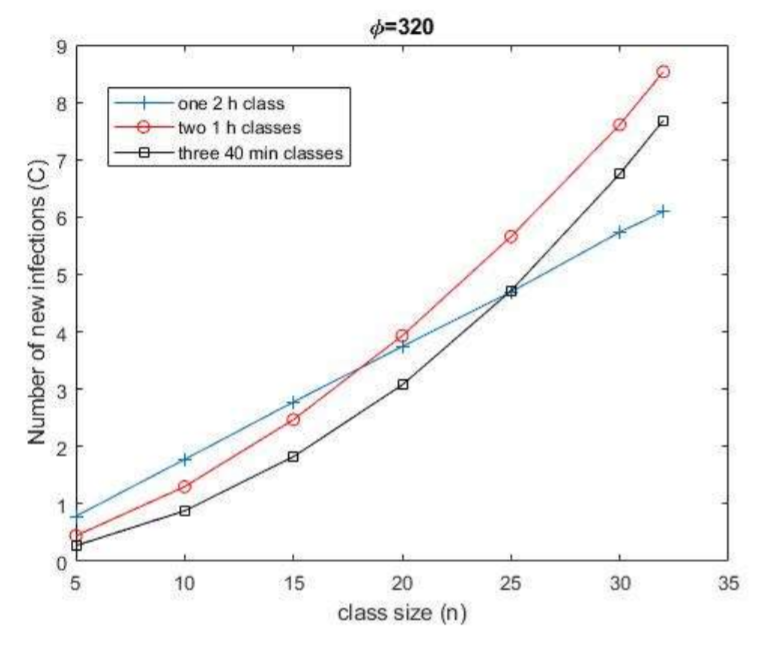 ϕ=320
9
8
7
6
5
4
3
2
1
0
Number of new infections (C)
one 2 h class
two 1 h classes
three 40 min classes
5 10 15 20 25 30 35
class size (n)